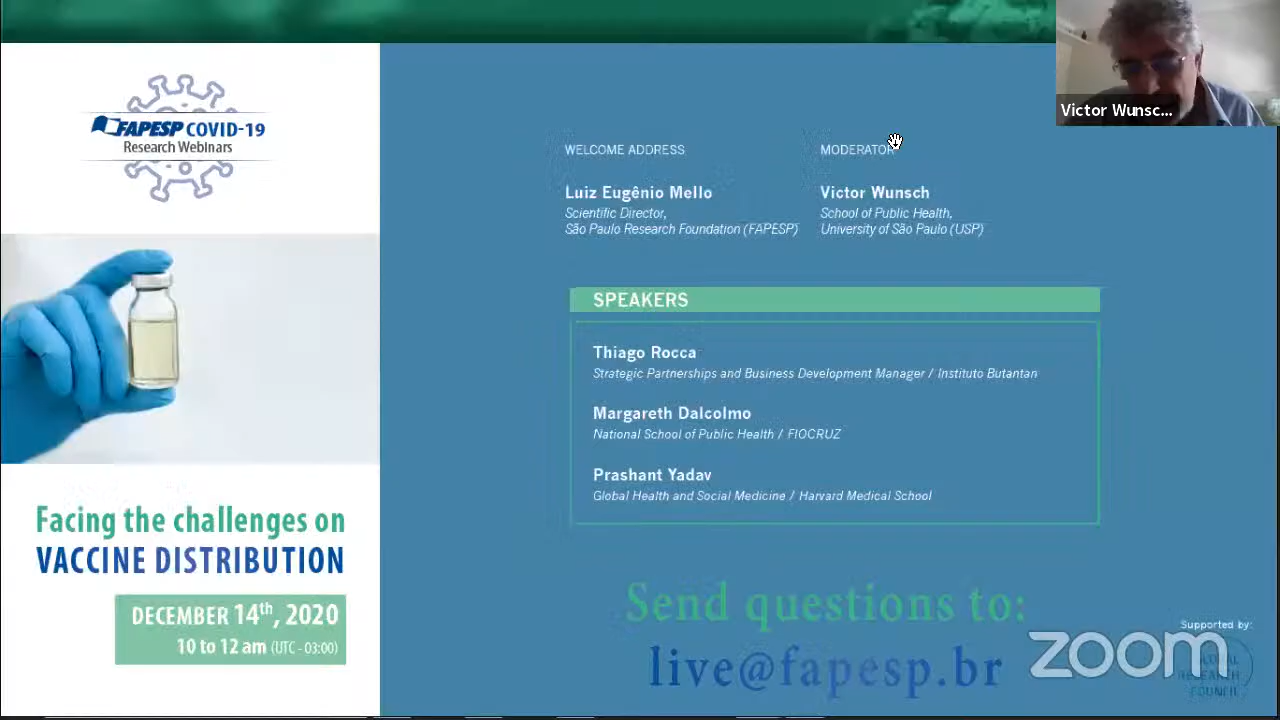 FAPESP COVID-19
Research Webinars
Facing the challenges on
VACCINE DISTRIBUTION
DECEMBER 14th, 2020
10 to 12 am (UTC - 03:00)
WELCOME ADDRESS
Luiz Eugênio Mello
Scientific Director,
São Paulo Research Foundation (FAPESP)
MODERATOR
Victor Wunsch
School of Public Health,
University of São Paulo (USP)
SPEAKERS
Thiago Rocca
Strategic Partnerships and Business Development Manager / Instituto Butantan
Margareth Dalcolmo
National School of Public Health / FIOCRUZ
Prashant Yadav
Global Health and Social Medicine / Harvard Medical School
Send questions to:
live@fapesp.br
Supported by:
GLOBAL
RESEARCH
COUNCIL
zoom
Victor Wunsc...